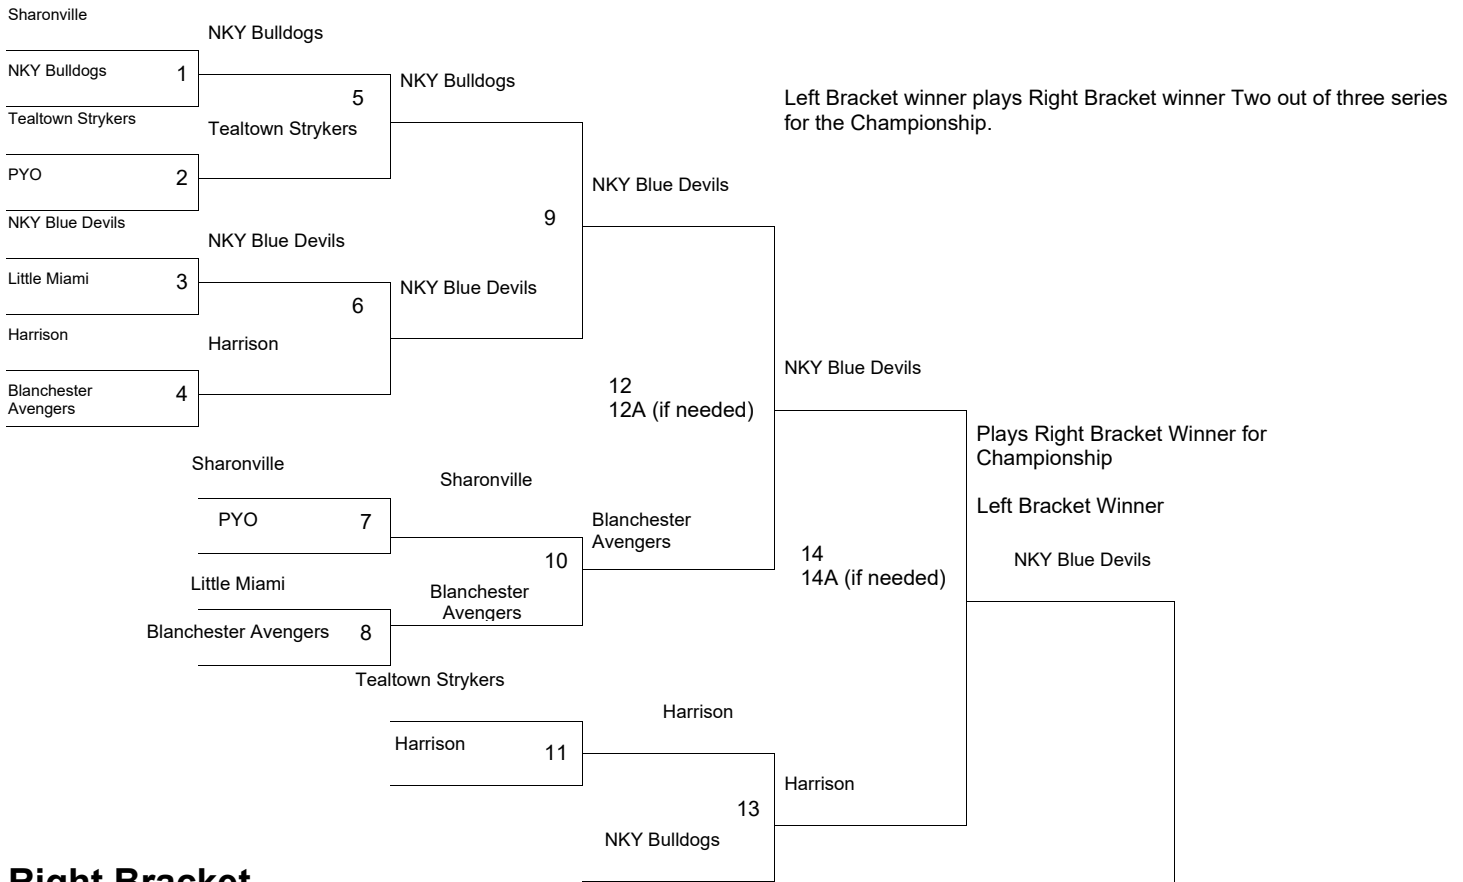 Sharonville
NKY Bulldogs
NKY Bulldogs
1
NKY Bulldogs
5
Left Bracket winner plays Right Bracket winner Two out of three series
for the Championship.
Tealtown Strykers
Tealtown Strykers
PYO
2
NKY Blue Devils
NKY Blue Devils
9
NKY Blue Devils
Little Miami
3
NKY Blue Devils
6
Harrison
Harrison
NKY Blue Devils
Blanchester
Avengers
4
12
12A (if needed)
Plays Right Bracket Winner for
Championship
Sharonville
Sharonville
Left Bracket Winner
PYO
7
Blanchester
Avengers
10
14
14A (if needed)
NKY Blue Devils
Little Miami
Blanchester
Avengers
Blanchester Avengers
8
Tealtown Strykers
Harrison
Harrison
11
Harrison
13
NKY Bulldogs
Right Bracket